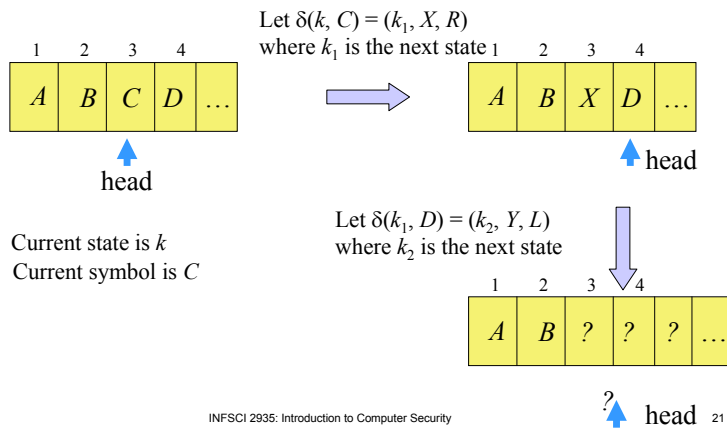 Let δ(k, C) = (k₁, X, R)
where k₁ is the next state
1 2 3 4
A B C D …
head
1 2 3 4
A B X D …
head
Current state is k
Current symbol is C
Let δ(k₁, D) = (k₂, Y, L)
where k₂ is the next state
1 2 3 4
A B ? ? ? …
? head
INFSCI 2935: Introduction to Computer Security
21